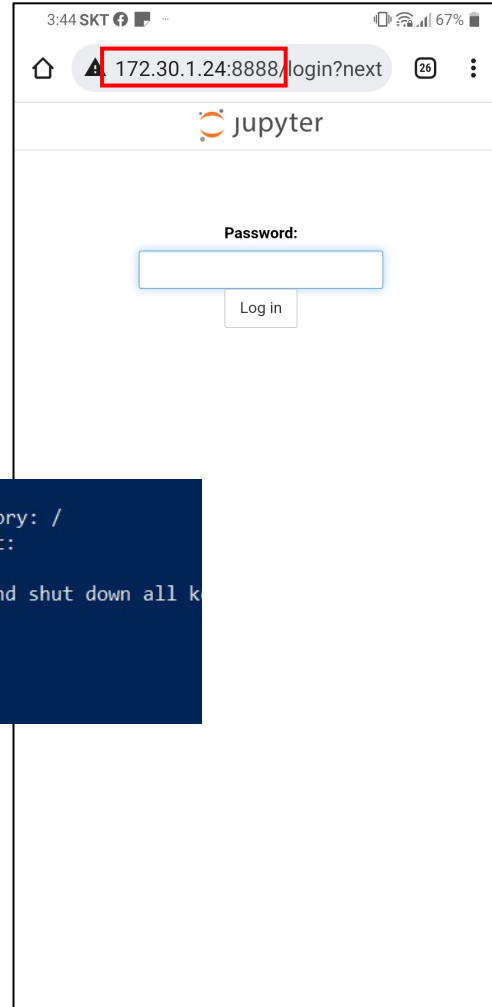 3:44 SKT 67%
172.30.1.24:8888/login?next 26
jupyter
Password:
Log in
ory: /
t:
nd shut down all k